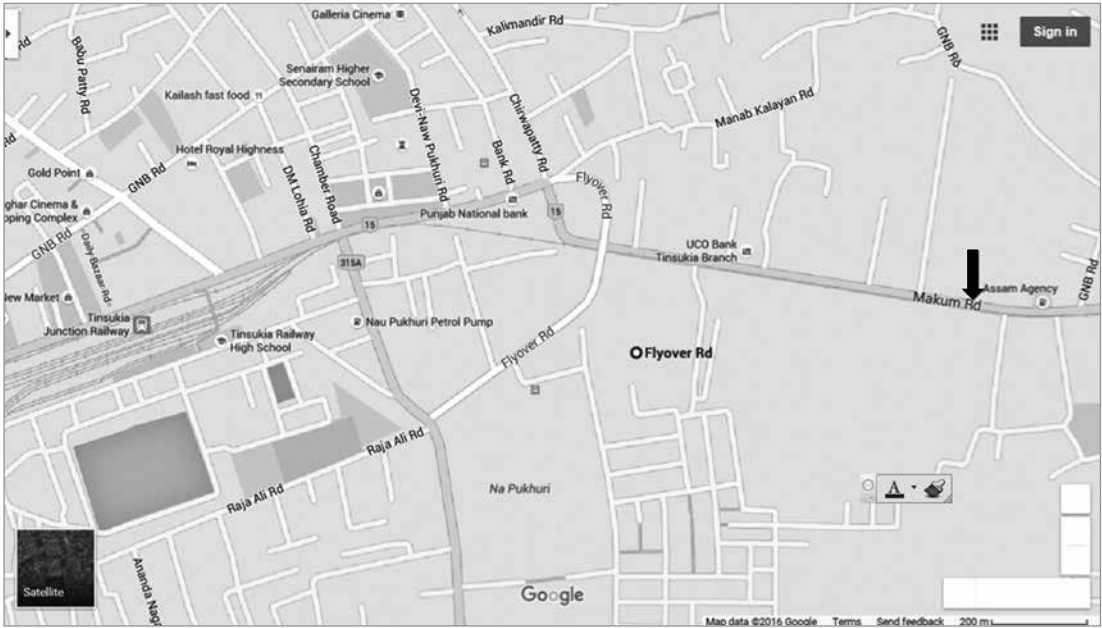 Galleria Cinema
Kalimandir Rd
Sign in
GNB Rd
Rd
Babu Patty Rd
Senairam Higher
Secondary School
Kailash fast food
Devi-Naw Pukhuri Rd
Chirwapatty Rd
Manab Kalayan Rd
Hotel Royal Highness
Bank Rd
Gold Point
GNB Rd
DM Lohia Rd
Chamber Road
Flyover Rd
ghar Cinema &
pping Complex
Punjab National bank
15
15
GNB Rd
Daily Bazaar Rd
UCO Bank
Tinsukia Branch
315A
GNB Rd
Assam Agency
New Market
Makum Rd
Tinsukia
Junction Railway
Nau Pukhuri Petrol Pump
Tinsukia Railway
High School
Flyover Rd
Flyover Rd
Raja Ali Rd
Raja Ali Rd
Na Pukhuri
A
Satellite
Ananda Naga
Google
Map data ©2016 Google Terms Send feedback 200 m